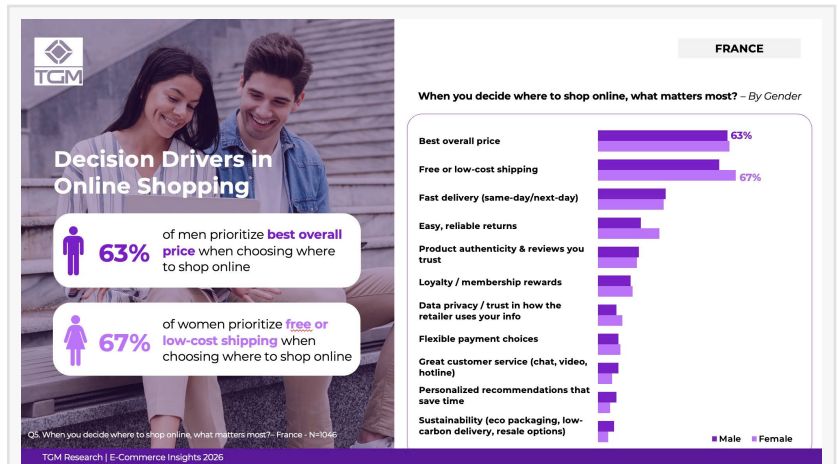 TGM
Decision Drivers in
Online Shopping
63%
of men prioritize best overall
price when choosing where
to shop online
67%
of women prioritize free or
low-cost shipping when
choosing where to shop online
Q5. When you decide where to shop online, what matters most?– France - N=1046
TGM Research | E-Commerce Insights 2026
FRANCE
When you decide where to shop online, what matters most? – By Gender
Best overall price
63%
Free or low-cost shipping
67%
Fast delivery (same-day/next-day)
Easy, reliable returns
Product authenticity & reviews you
trust
Loyalty / membership rewards
Data privacy / trust in how the
retailer uses your info
Flexible payment choices
Great customer service (chat, video,
hotline)
Personalized recommendations that
save time
Sustainability (eco packaging, low-
carbon delivery, resale options)
Male Female